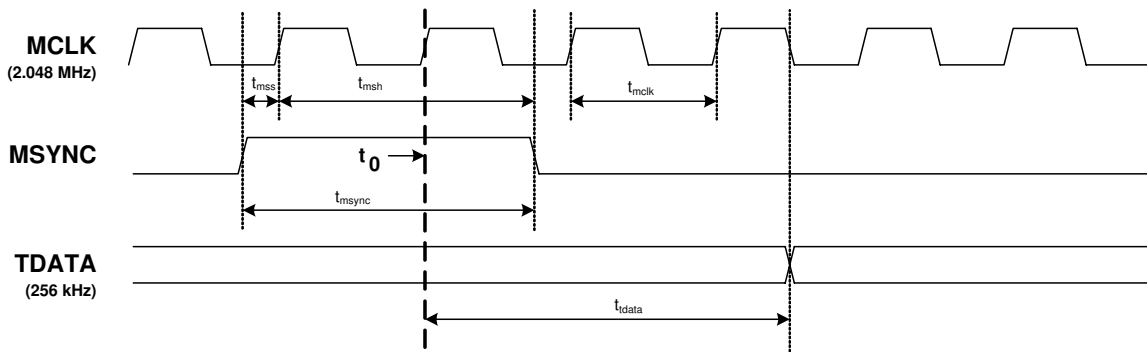 MCLK
(2.048 MHz)
tmss
tmsh
tmclk
MSYNC
t0
tmsync
TDATA
(256 kHz)
ttdata